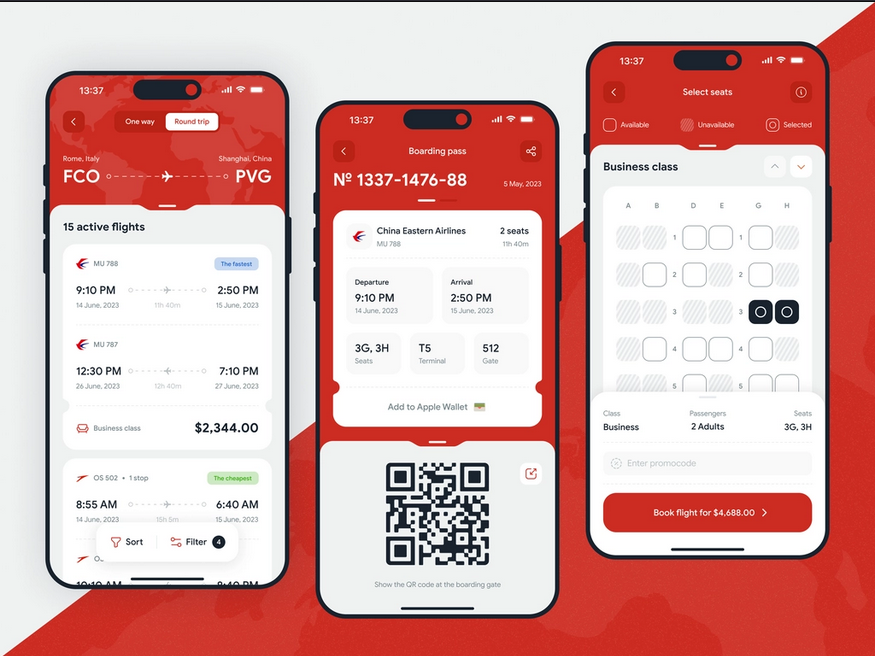 13:37
One way Round trip
Rome, Italy Shanghai, China
FCO PVG
15 active flights
MU 788 The fastest
9:10 PM 2:50 PM
14 June, 2023 11h 40m 15 June, 2023
MU 787
12:30 PM 7:10 PM
26 June, 2023 12h 40m 27 June, 2023
Business class $2,344.00
OS 502 • 1 stop The cheapest
8:55 AM 6:40 AM
14 June, 2023 15h 5m 15 June, 2023
Sort Filter 4
13:37
Boarding pass
№ 1337-1476-88 5 May, 2023
China Eastern Airlines 2 seats
MU 788 11h 40m
Departure Arrival
9:10 PM 2:50 PM
14 June, 2023 15 June, 2023
3G, 3H T5 512
Seats Terminal Gate
Add to Apple Wallet
Show the QR code at the boarding gate
13:37
Select seats
Available Unavailable Selected
Business class
A B D E G H
1 1
2 2
3 3
4 4
5 5
Class Passengers Seats
Business 2 Adults 3G, 3H
Enter promocode
Book flight for $4,688.00